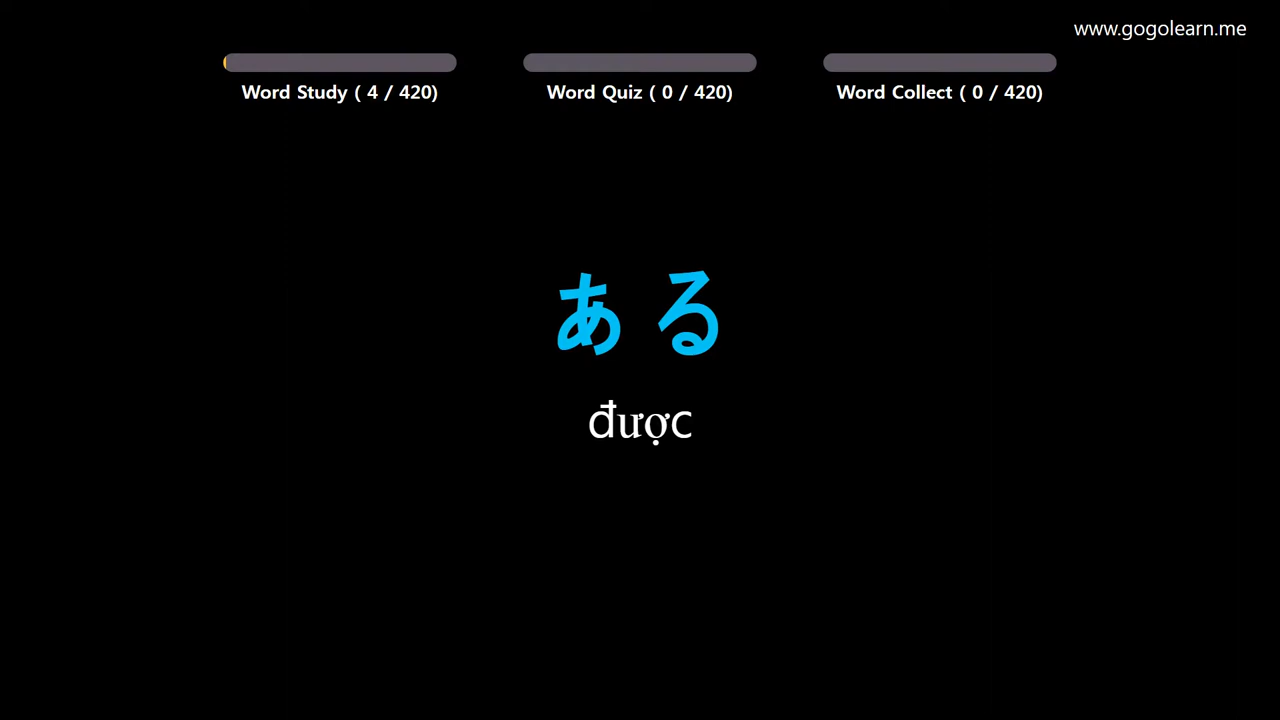 www.gogolearn.me
Word Study ( 4 / 420)
Word Quiz ( 0 / 420)
Word Collect ( 0 / 420)
ある
được